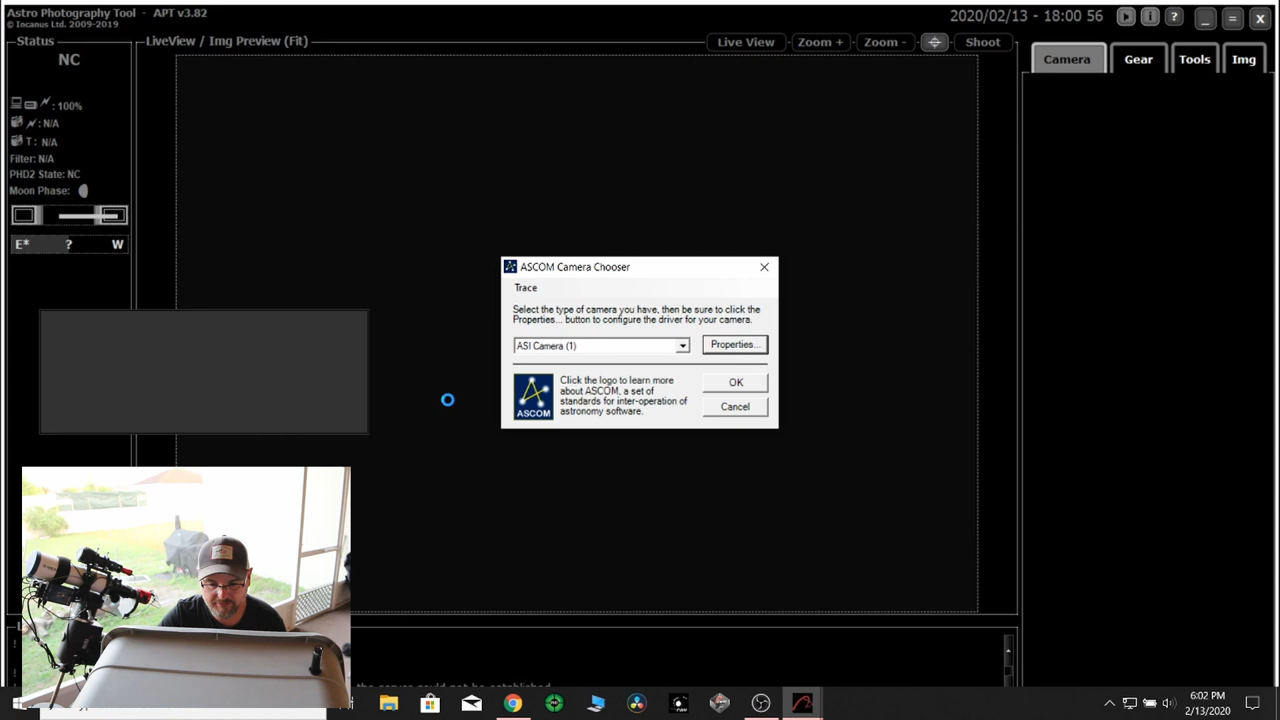 Astro Photography Tool - APT v3.82
© Incanus Ltd. 2009-2019
2020/02/13 - 18:00 56
Status
LiveView / Img Preview (Fit)
Live View
Zoom +
Zoom -
Shoot
Camera
Gear
Tools
Img
NC
: 100%
: N/A
T : N/A
Filter: N/A
PHD2 State: NC
Moon Phase:
E* ? W
ASCOM Camera Chooser
Trace
Select the type of camera you have, then be sure to click the
Properties... button to configure the driver for your camera.
ASI Camera (1)
Properties...
Click the logo to learn more
about ASCOM, a set of
standards for inter-operation of
astronomy software.
ASCOM
OK
Cancel
6:02 PM
2/13/2020